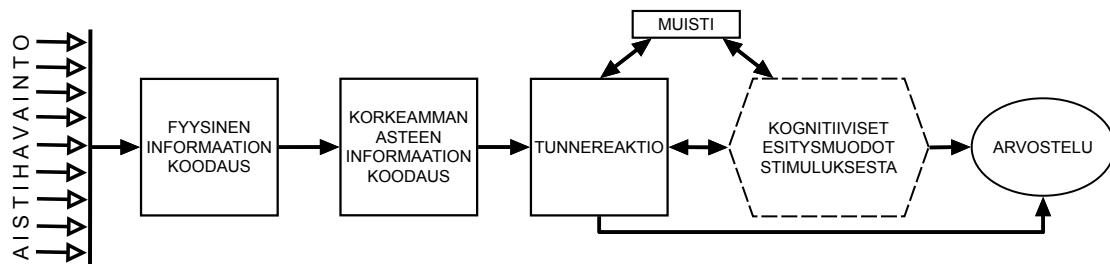 AISTIHAVAINTO
FYYSINEN
INFORMAATION
KOODAUS
KORKEAMMAN
ASTEEN
INFORMAATION
KOODAUS
MUISTI
TUNNEREAKTIO
KOGNITIIVISET
ESITYSMUODOT
STIMULUKSESTA
ARVOSTELU